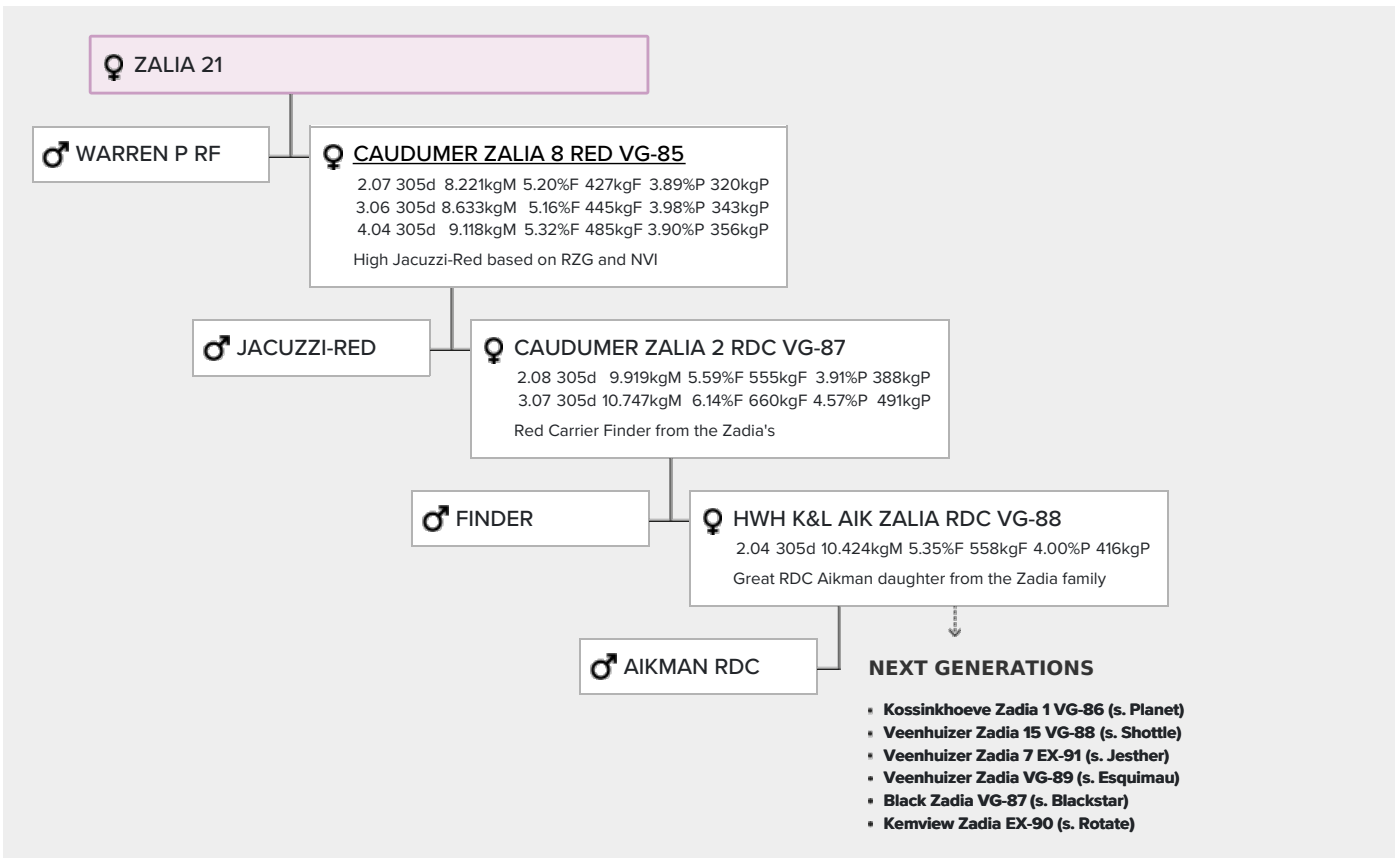 ZALIA 21
WARREN P RF
CAUDUMER ZALIA 8 RED VG-85
2.07 305d 8.221kgM 5.20%F 427kgF 3.89%P 320kgP
3.06 305d 8.633kgM 5.16%F 445kgF 3.98%P 343kgP
4.04 305d 9.118kgM 5.32%F 485kgF 3.90%P 356kgP
High Jacuzzi-Red based on RZG and NVI
JACUZZI-RED
CAUDUMER ZALIA 2 RDC VG-87
2.08 305d 9.919kgM 5.59%F 555kgF 3.91%P 388kgP
3.07 305d 10.747kgM 6.14%F 660kgF 4.57%P 491kgP
Red Carrier Finder from the Zadia's
FINDER
HWH K&L AIK ZALIA RDC VG-88
2.04 305d 10.424kgM 5.35%F 558kgF 4.00%P 416kgP
Great RDC Aikman daughter from the Zadia family
AIKMAN RDC
NEXT GENERATIONS
Kossinkhoeve Zadia 1 VG-86 (s. Planet)
Veenhuizer Zadia 15 VG-88 (s. Shottle)
Veenhuizer Zadia 7 EX-91 (s. Jesther)
Veenhuizer Zadia VG-89 (s. Esquimau)
Black Zadia VG-87 (s. Blackstar)
Kemview Zadia EX-90 (s. Rotate)